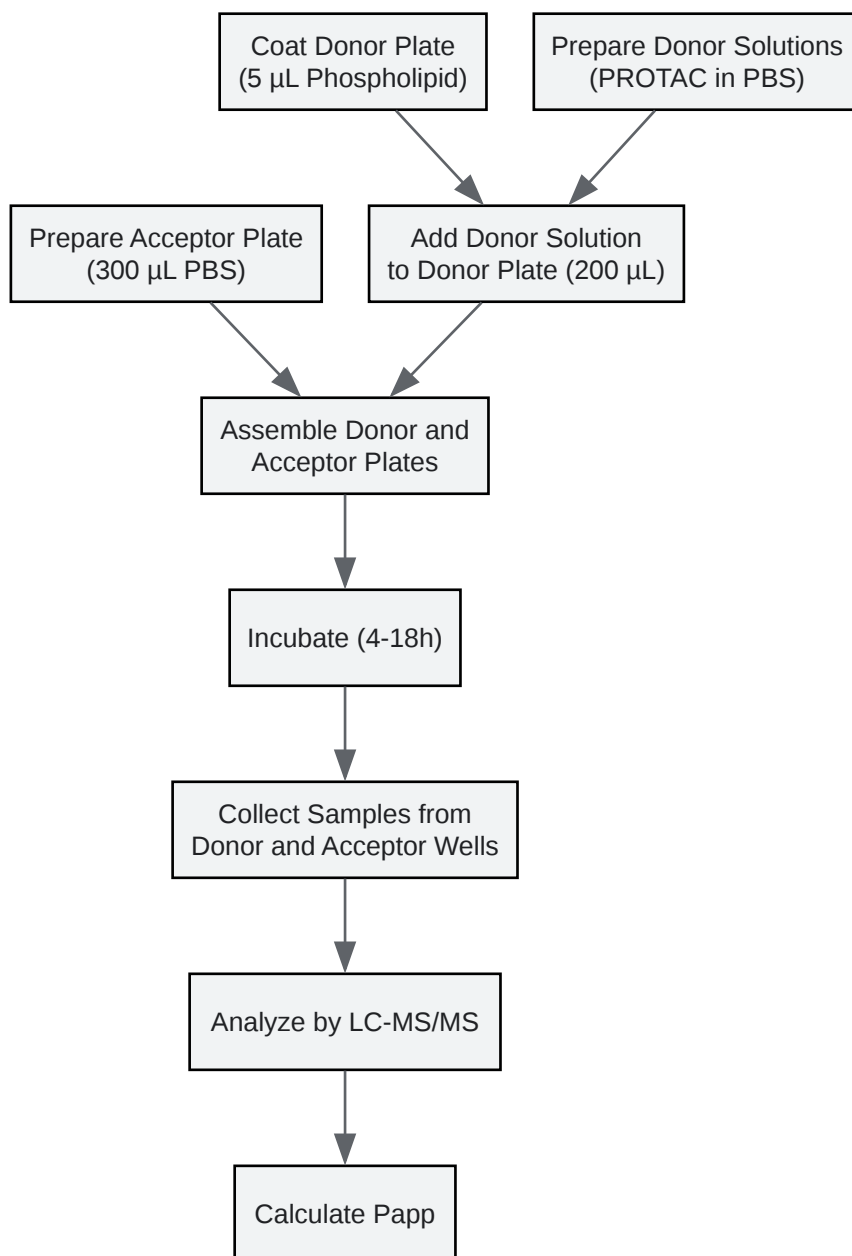 Coat Donor Plate
(5 µL Phospholipid)
Prepare Donor Solutions
(PROTAC in PBS)
Prepare Acceptor Plate
(300 µL PBS)
Add Donor Solution
to Donor Plate (200 µL)
Assemble Donor and
Acceptor Plates
Incubate (4-18h)
Collect Samples from
Donor and Acceptor Wells
Analyze by LC-MS/MS
Calculate Papp